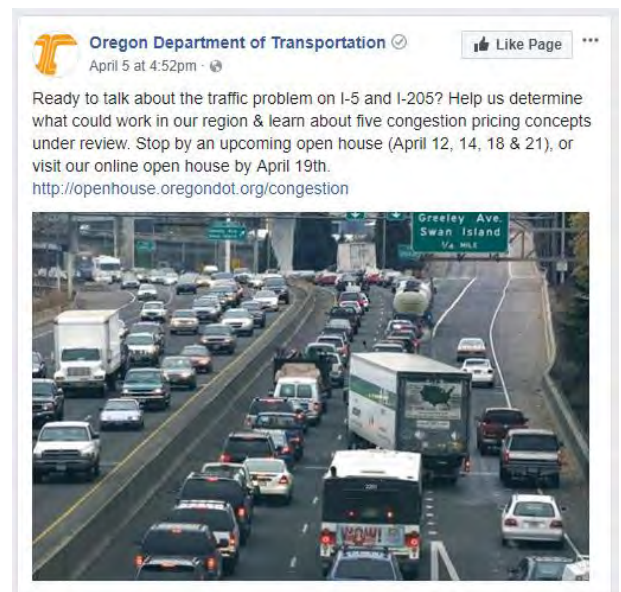 Oregon Department of Transportation
Like Page
April 5 at 4:52pm ·
Ready to talk about the traffic problem on I-5 and I-205? Help us determine
what could work in our region & learn about five congestion pricing concepts
under review. Stop by an upcoming open house (April 12, 14, 18 & 21), or
visit our online open house by April 19th.
http://openhouse.oregondot.org/congestion
Greeley Ave.
Swan Island
1/4 MILE
WOW!